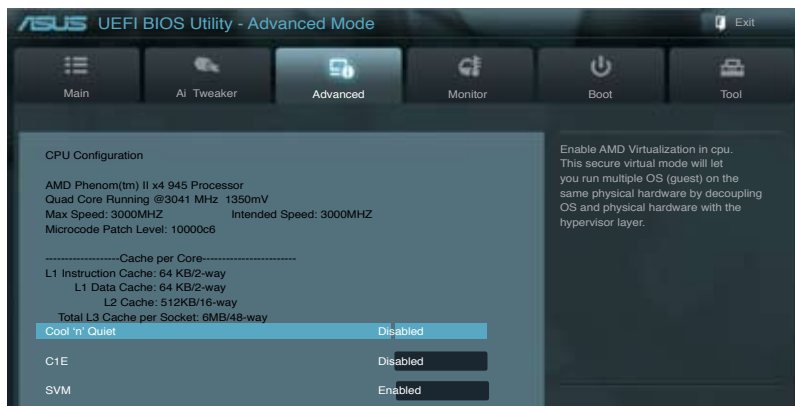 ASUS UEFI BIOS Utility - Advanced Mode
Exit
Main
Ai Tweaker
Advanced
Monitor
Boot
Tool
CPU Configuration
AMD Phenom(tm) II x4 945 Processor
Quad Core Running @3041 MHz 1350mV
Max Speed: 3000MHZ Intended Speed: 3000MHZ
Microcode Patch Level: 10000c6
-------------------Cache per Core------------------------
L1 Instruction Cache: 64 KB/2-way
L1 Data Cache: 64 KB/2-way
L2 Cache: 512KB/16-way
Total L3 Cache per Socket: 6MB/48-way
Cool ‘n’ Quiet Disabled
C1E Disabled
SVM Enabled
Enable AMD Virtualization in cpu.
This secure virtual mode will let
you run multiple OS (guest) on the
same physical hardware by decoupling
OS and physical hardware with the
hypervisor layer.